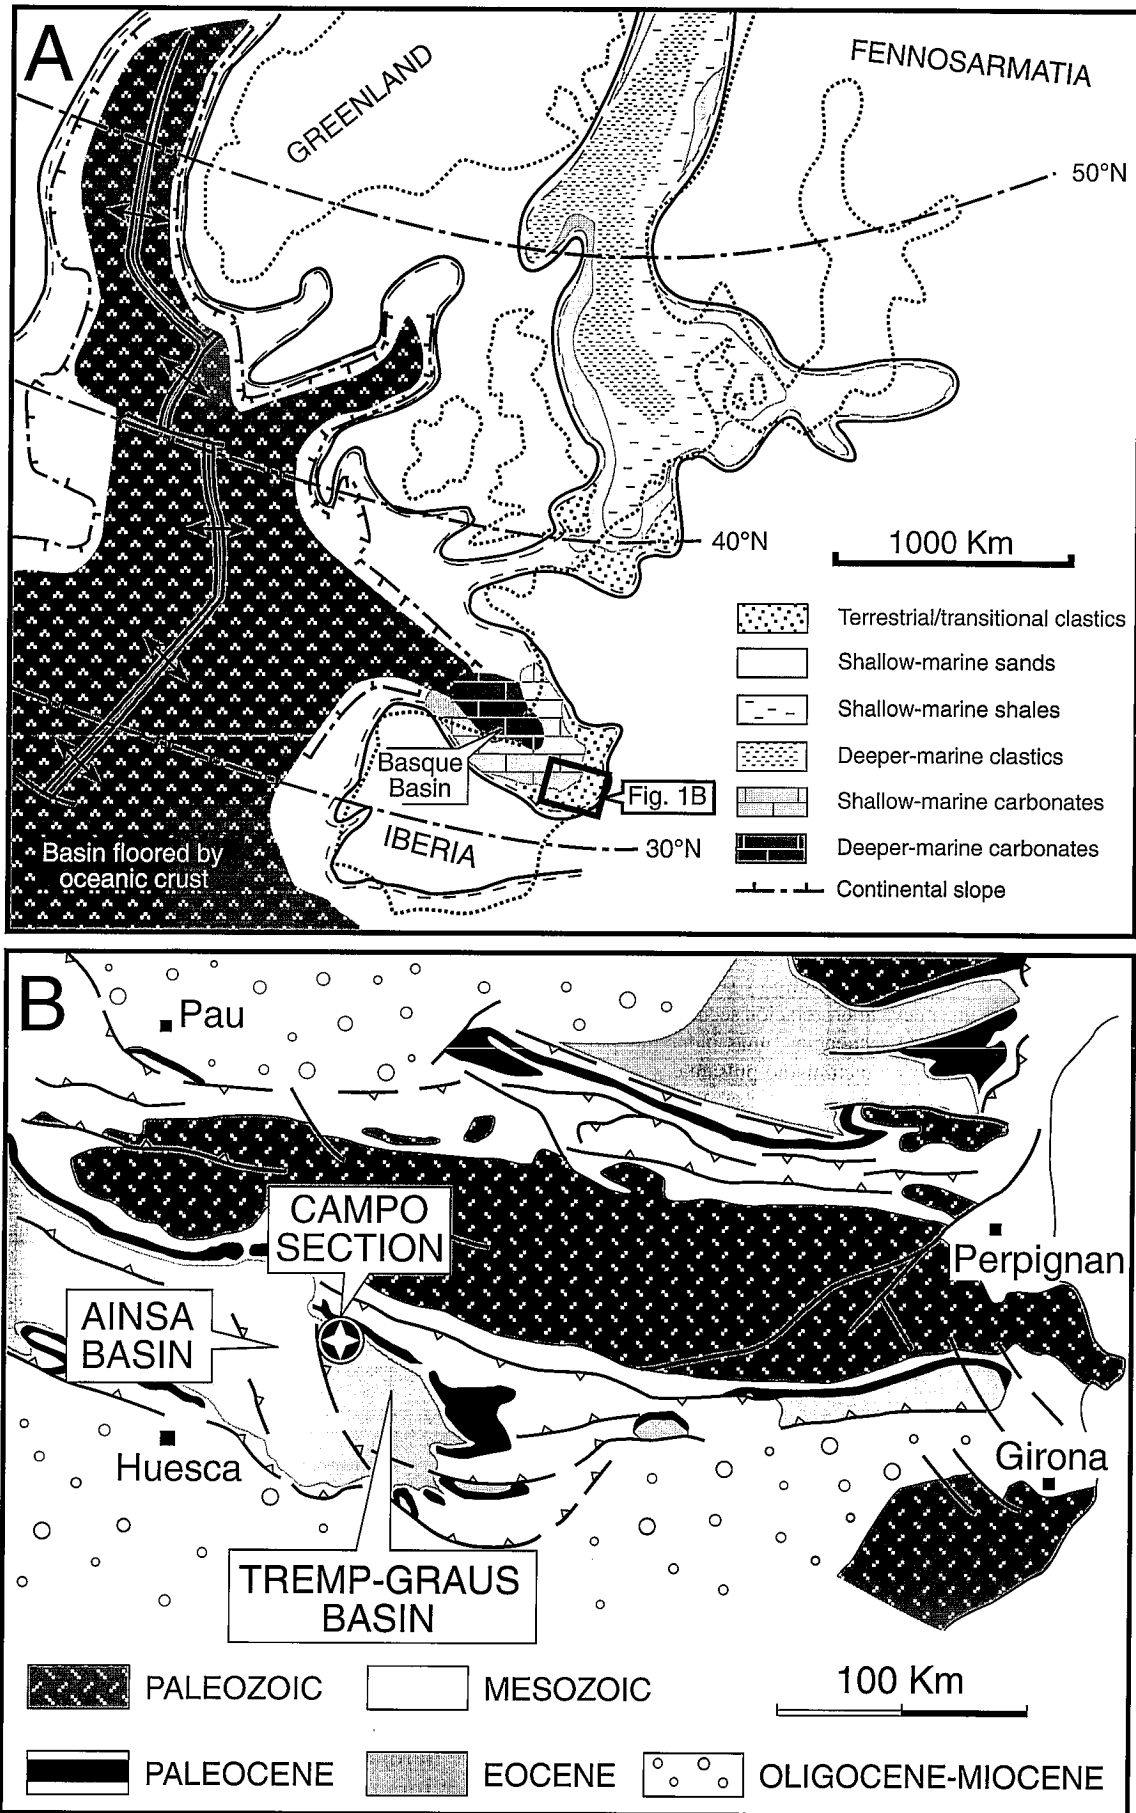 A
GREENLAND
FENNOSARMATIA
50°N
40°N
1000 Km
Terrestrial/transitional clastics
Shallow-marine sands
Shallow-marine shales
Deeper-marine clastics
Shallow-marine carbonates
Deeper-marine carbonates
Continental slope
Basque
Basin
Fig. 1B
IBERIA
30°N
Basin floored by
oceanic crust
B
Pau
CAMPO
SECTION
Perpignan
AINSA
BASIN
Huesca
Girona
TREMP-GRAUS
BASIN
PALEOZOIC
MESOZOIC
100 Km
PALEOCENE
EOCENE
OLIGOCENE-MIOCENE